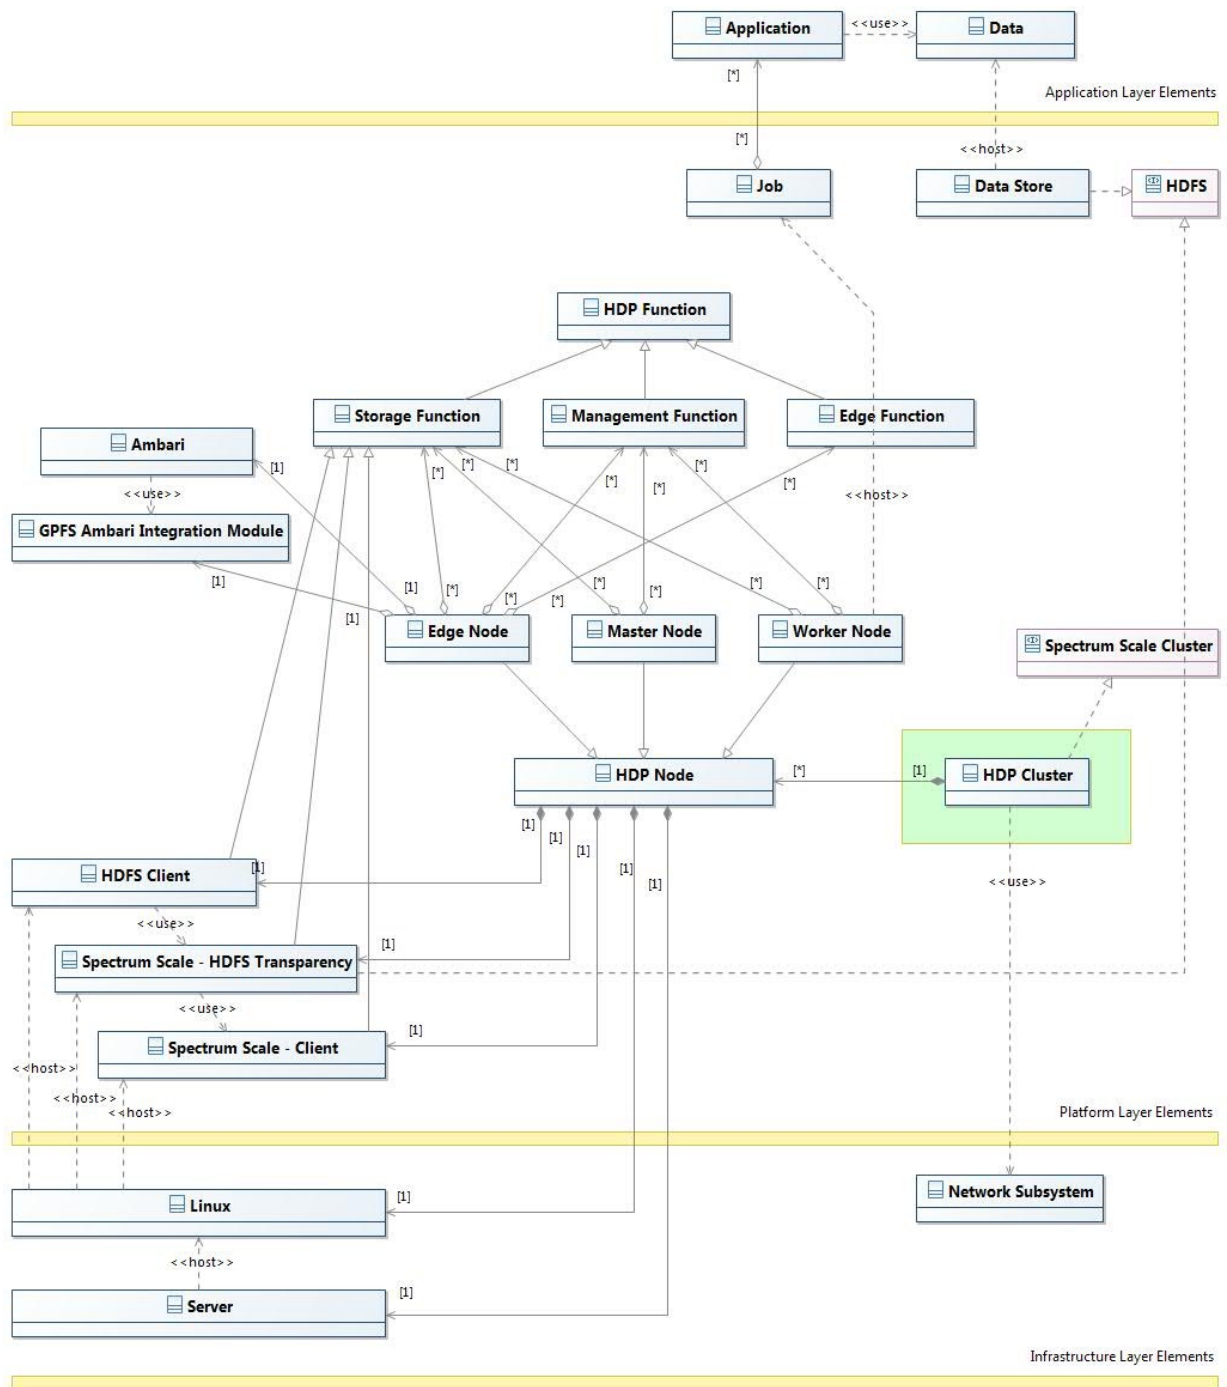 Application
<<use>>
Data
[*]
Application Layer Elements
[*]
<<host>>
Job
Data Store
HDFS
HDP Function
Storage Function
Management Function
Edge Function
Ambari
[1]
[*]
[*]
[*]
[*]
[*]
[*]
[*]
<<use>>
<<host>>
GPFS Ambari Integration Module
[1]
[1]
[*]
[*]
[*]
[*]
[*]
[*]
[*]
[1]
Edge Node
Master Node
Worker Node
Spectrum Scale Cluster
HDP Node
[*]
[1]
HDP Cluster
[1]
[1]
[1]
[1]
[1]
HDFS Client
[1]
<<use>>
<<use>>
Spectrum Scale - HDFS Transparency
[1]
<<use>>
Spectrum Scale - Client
[1]
<<host>>
<<host>>
<<host>>
Platform Layer Elements
Linux
[1]
Network Subsystem
<<host>>
Server
[1]
Infrastructure Layer Elements